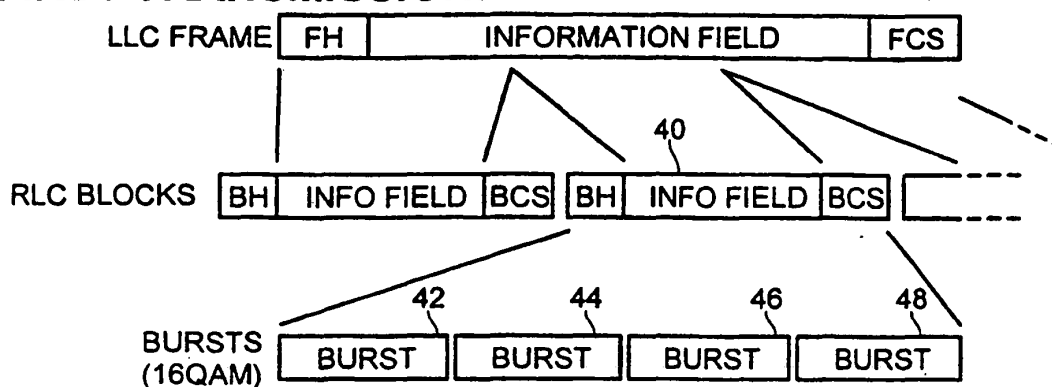 LLC FRAME FH INFORMATION FIELD FCS
40
RLC BLOCKS BH INFO FIELD BCS BH INFO FIELD BCS
42 44 46 48
BURSTS BURST BURST BURST BURST
(16QAM)